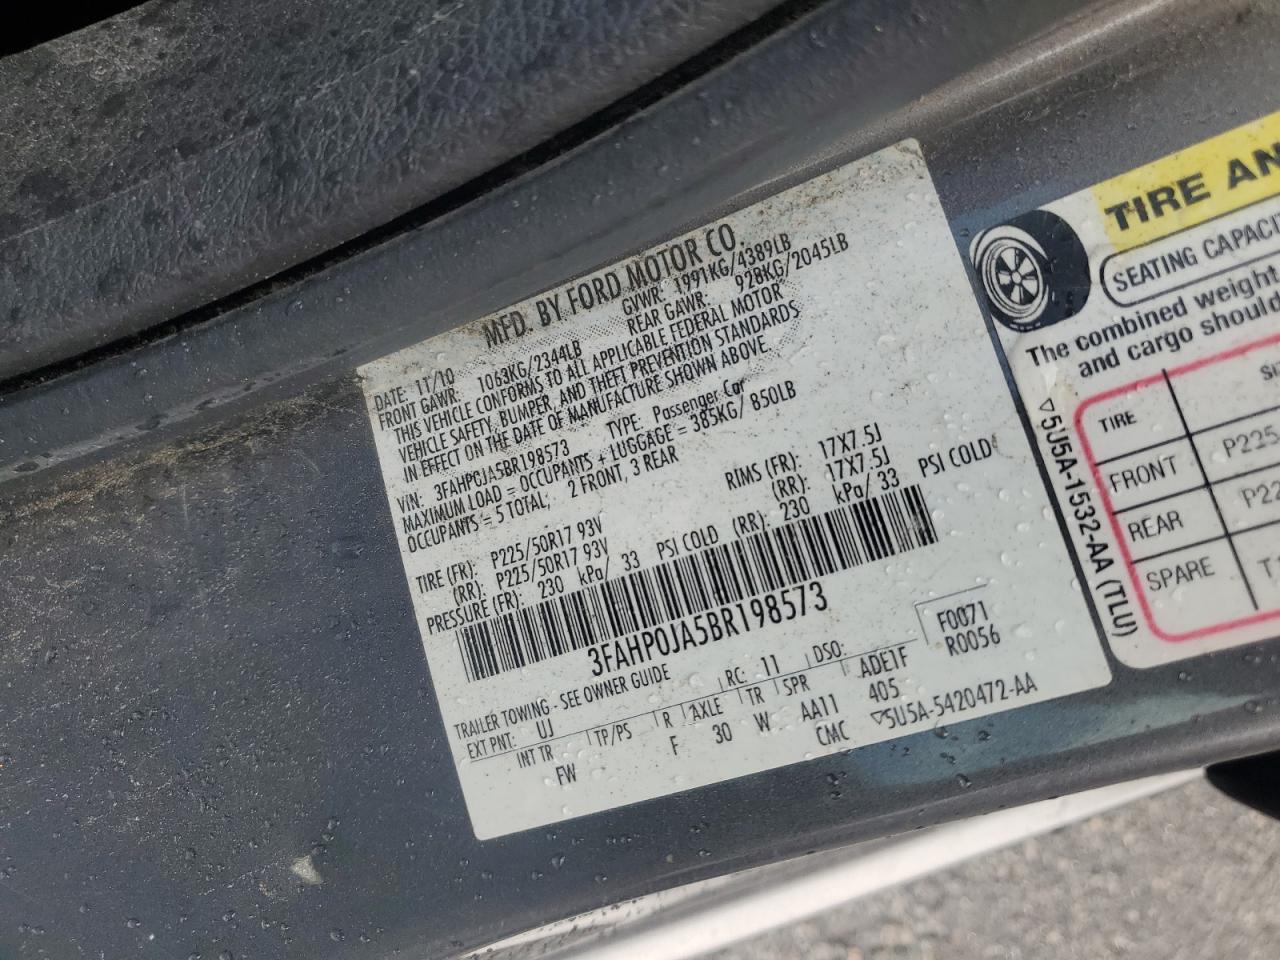 MFD. BY FORD MOTOR CO.
DATE: 11/10 GVWR: 1991KG/4389LB
FRONT GAWR: 1063KG/2344LB REAR GAWR: 928KG/2045LB
THIS VEHICLE CONFORMS TO ALL APPLICABLE FEDERAL MOTOR
VEHICLE SAFETY, BUMPER, AND THEFT PREVENTION STANDARDS
IN EFFECT ON THE DATE OF MANUFACTURE SHOWN ABOVE.
VIN: 3FAHP0JA5BR198573 TYPE: Passenger Car
MAXIMUM LOAD = OCCUPANTS + LUGGAGE = 385KG/ 850LB
OCCUPANTS = 5 TOTAL; 2 FRONT, 3 REAR
TIRE (FR): P225/50R17 93V RIMS (FR): 17X7.5J
(RR): P225/50R17 93V (RR): 17X7.5J
PRESSURE (FR): 230 kPa/ 33 PSI COLD (RR): 230 kPa/ 33 PSI COLD
3FAHP0JA5BR198573
TRAILER TOWING - SEE OWNER GUIDE
F0071
R0056
EXT PNT: UJ RC: 11 DSO:
INT TR TP/PS R AXLE TR SPR ADE1F
FW F 30 W AA11 405
CMC ▽5U5A-5420472-AA
TIRE AN
SEATING CAPACI
The combined weight
and cargo should
TIRE
FRONT P225
REAR P22
SPARE T1
▽5U5A-1532-AA (TLU)